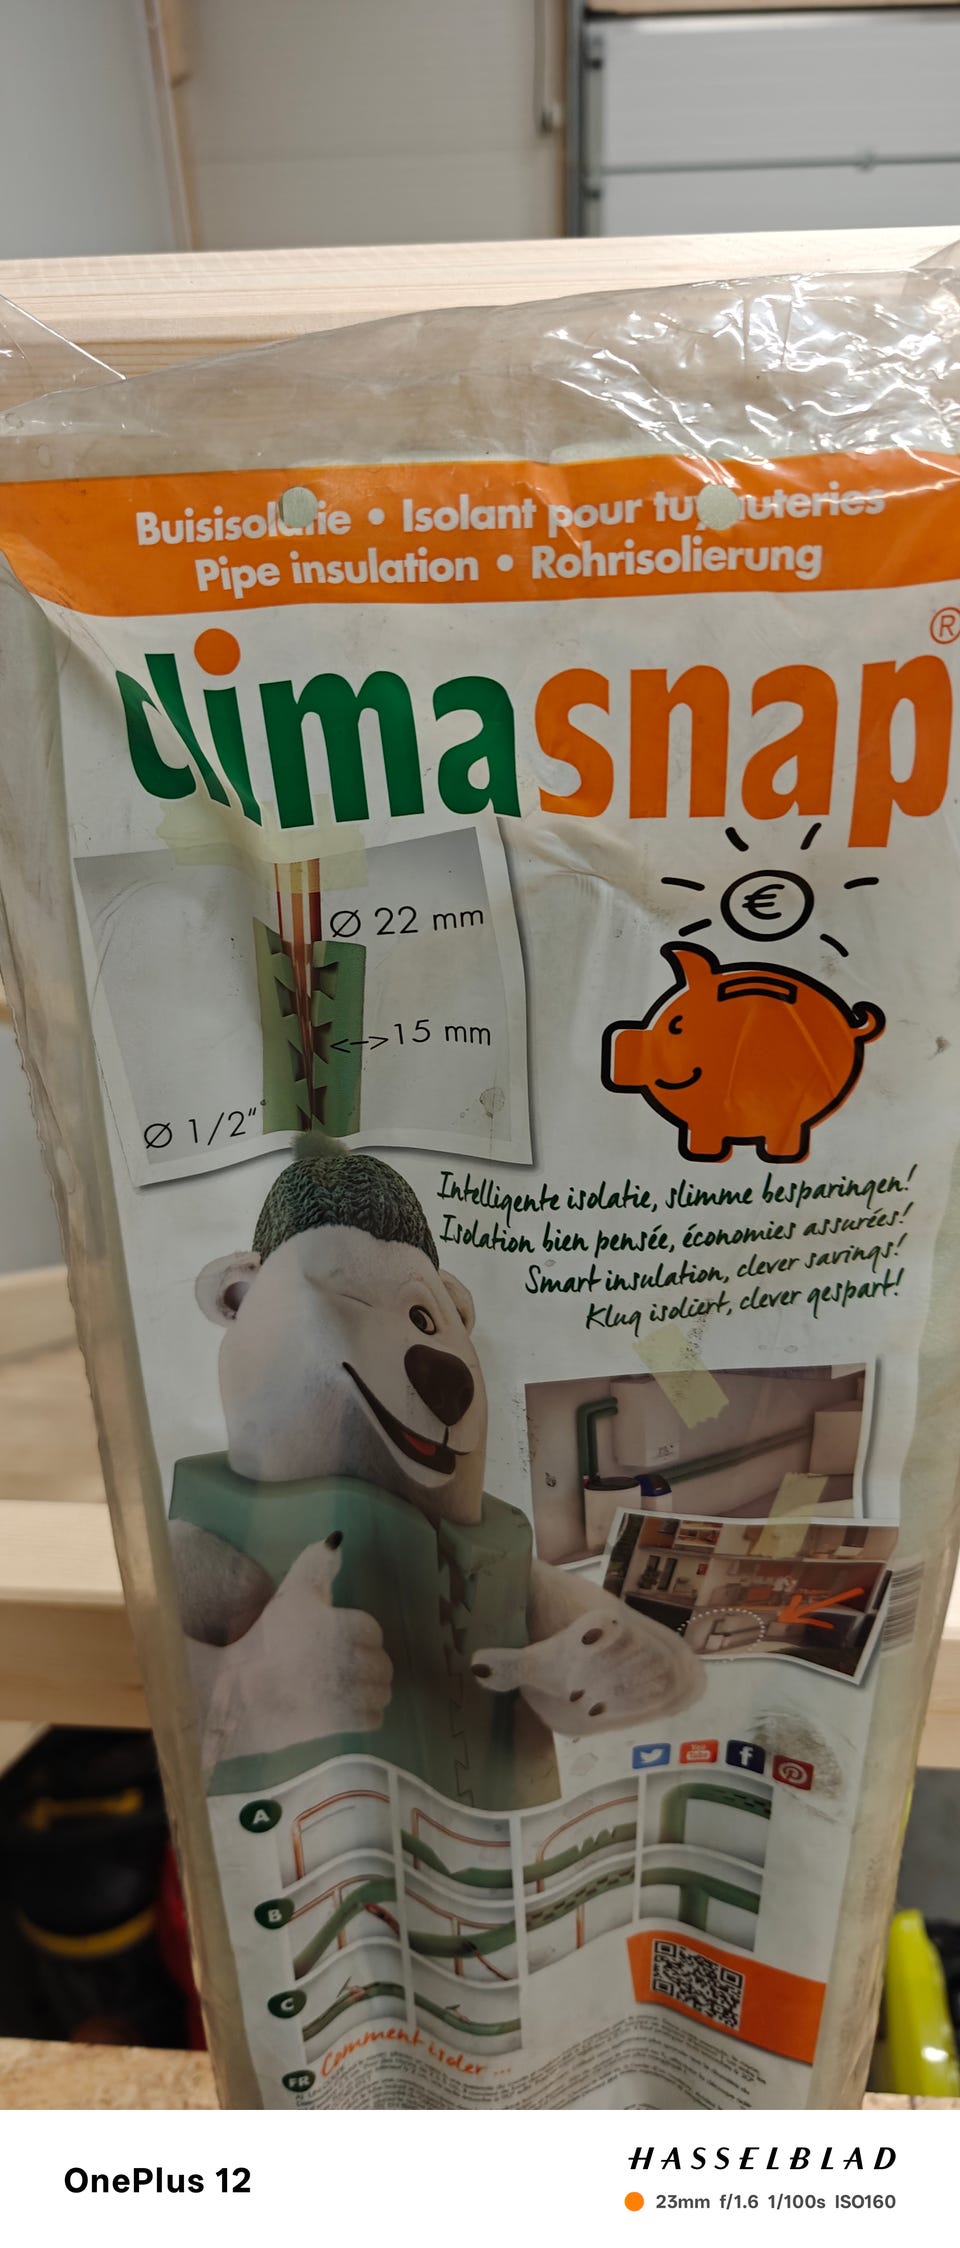 Buisisolatie • Isolant pour tuyauteries
Pipe insulation • Rohrisolierung
climasnap®
Ø 22 mm
<-->15 mm
Ø 1/2"
€
Intelligente isolatie, slimme besparingen!
Isolation bien pensée, économies assurées!
Smart insulation, clever savings!
Klug isoliert, clever gespart!
You Tube
f
A
B
C
FR Comment isoler ...
OnePlus 12
HASSELBLAD
23mm f/1.6 1/100s ISO160